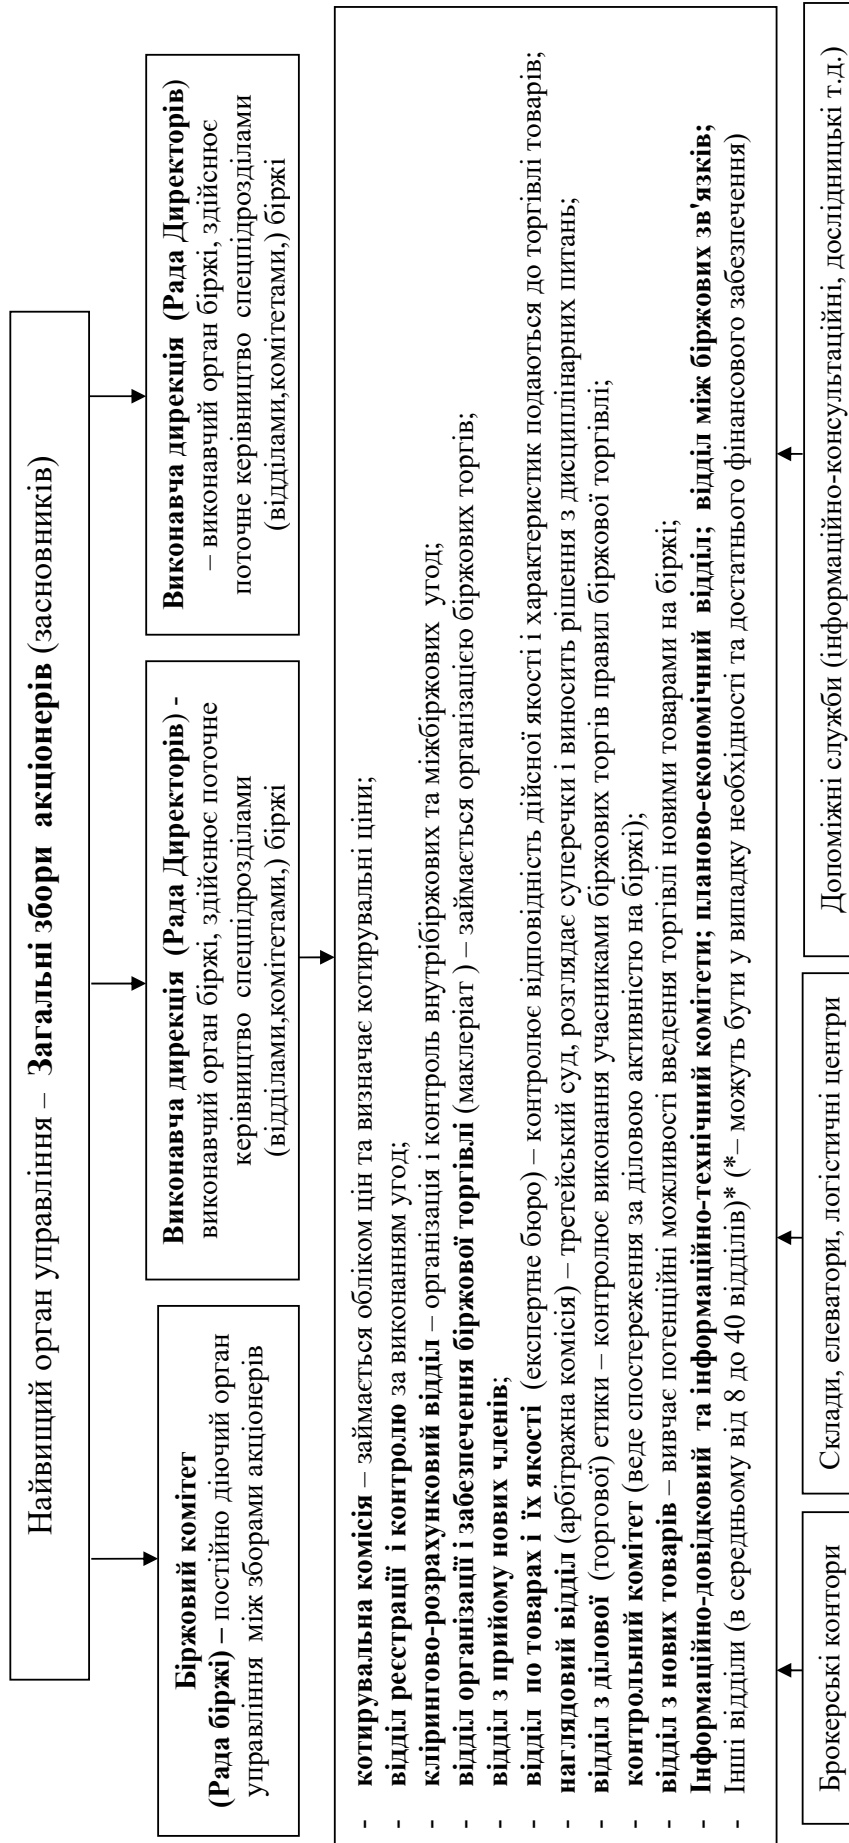 Найвищий орган управління – Загальні збори акціонерів (засновників)
Біржовий комітет
(Рада біржі) – постійно діючий орган
управління між зборами акціонерів
Виконавча дирекція (Рада Директорів) -
виконавчий орган біржі, здійснює поточне
керівництво спецпідрозділами
(відділами,комітетами,) біржі
Виконавча дирекція (Рада Директорів)
– виконавчий орган біржі, здійснює
поточне керівництво спецпідрозділами
(відділами,комітетами,) біржі
- котирувальна комісія – займається обліком цін та визначає котирувальні ціни;
- відділ реєстрації і контролю за виконанням угод;
- клірингово-розрахунковий відділ – організація і контроль внутрібіржових та міжбіржових угод;
- відділ організації і забезпечення біржової торгівлі (маклеріат ) – займається організацією біржових торгів;
- відділ з прийому нових членів;
- відділ по товарах і їх якості (експертне бюро) – контролює відповідність дійсної якості і характеристик подаються до торгівлі товарів;
- наглядовий відділ (арбітражна комісія) – третейський суд, розглядає суперечки і виносить рішення з дисциплінарних питань;
- відділ з ділової (торгової) етики – контролює виконання учасниками біржових торгів правил біржової торгівлі;
- контрольний комітет (веде спостереження за діловою активністю на біржі);
- відділ з нових товарів – вивчає потенційні можливості введення торгівлі новими товарами на біржі;
- Інформаційно-довідковий та інформаційно-технічний комітети; планово-економічний відділ; відділ між біржових зв'язків;
- Інші відділи (в середньому від 8 до 40 відділів)* (*– можуть бути у випадку необхідності та достатнього фінансового забезпечення)
Брокерські контори
Склади, елеватори, логістичні центри
Допоміжні служби (інформаційно-консультаційні, дослідницькі т.д.)